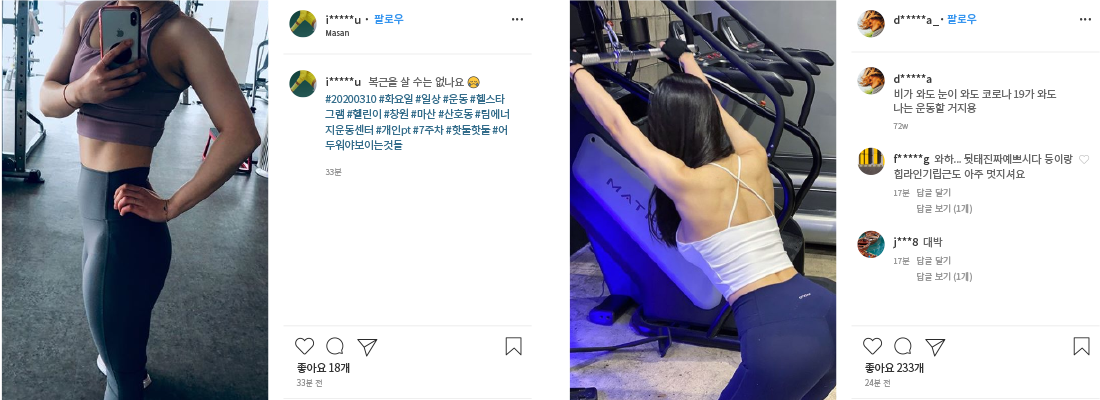 i*****u • 팔로우
Masan
i*****u 복근을 살 수는 없나요
#20200310 #화요일 #일상 #운동 #헬스타
그램 #헬린이 #창원 #마산 #산호동 #팀에너
지운동센터 #개인pt #7주차 #핫둘핫둘 #어
두워야보이는것들
33분
좋아요 18개
33분 전
MAT
d*****a_ • 팔로우
d*****a
비가 와도 눈이 와도 코로나 19가 와도
나는 운동할 거지용
72w
f*****g 와하... 뒷태진짜예쁘시다 등이랑
힙라인기립근도 아주 멋지셔요
17분 답글 달기
답글 보기 (1개)
j***8 대박
17분 답글 달기
답글 보기 (1개)
좋아요 233개
24분 전